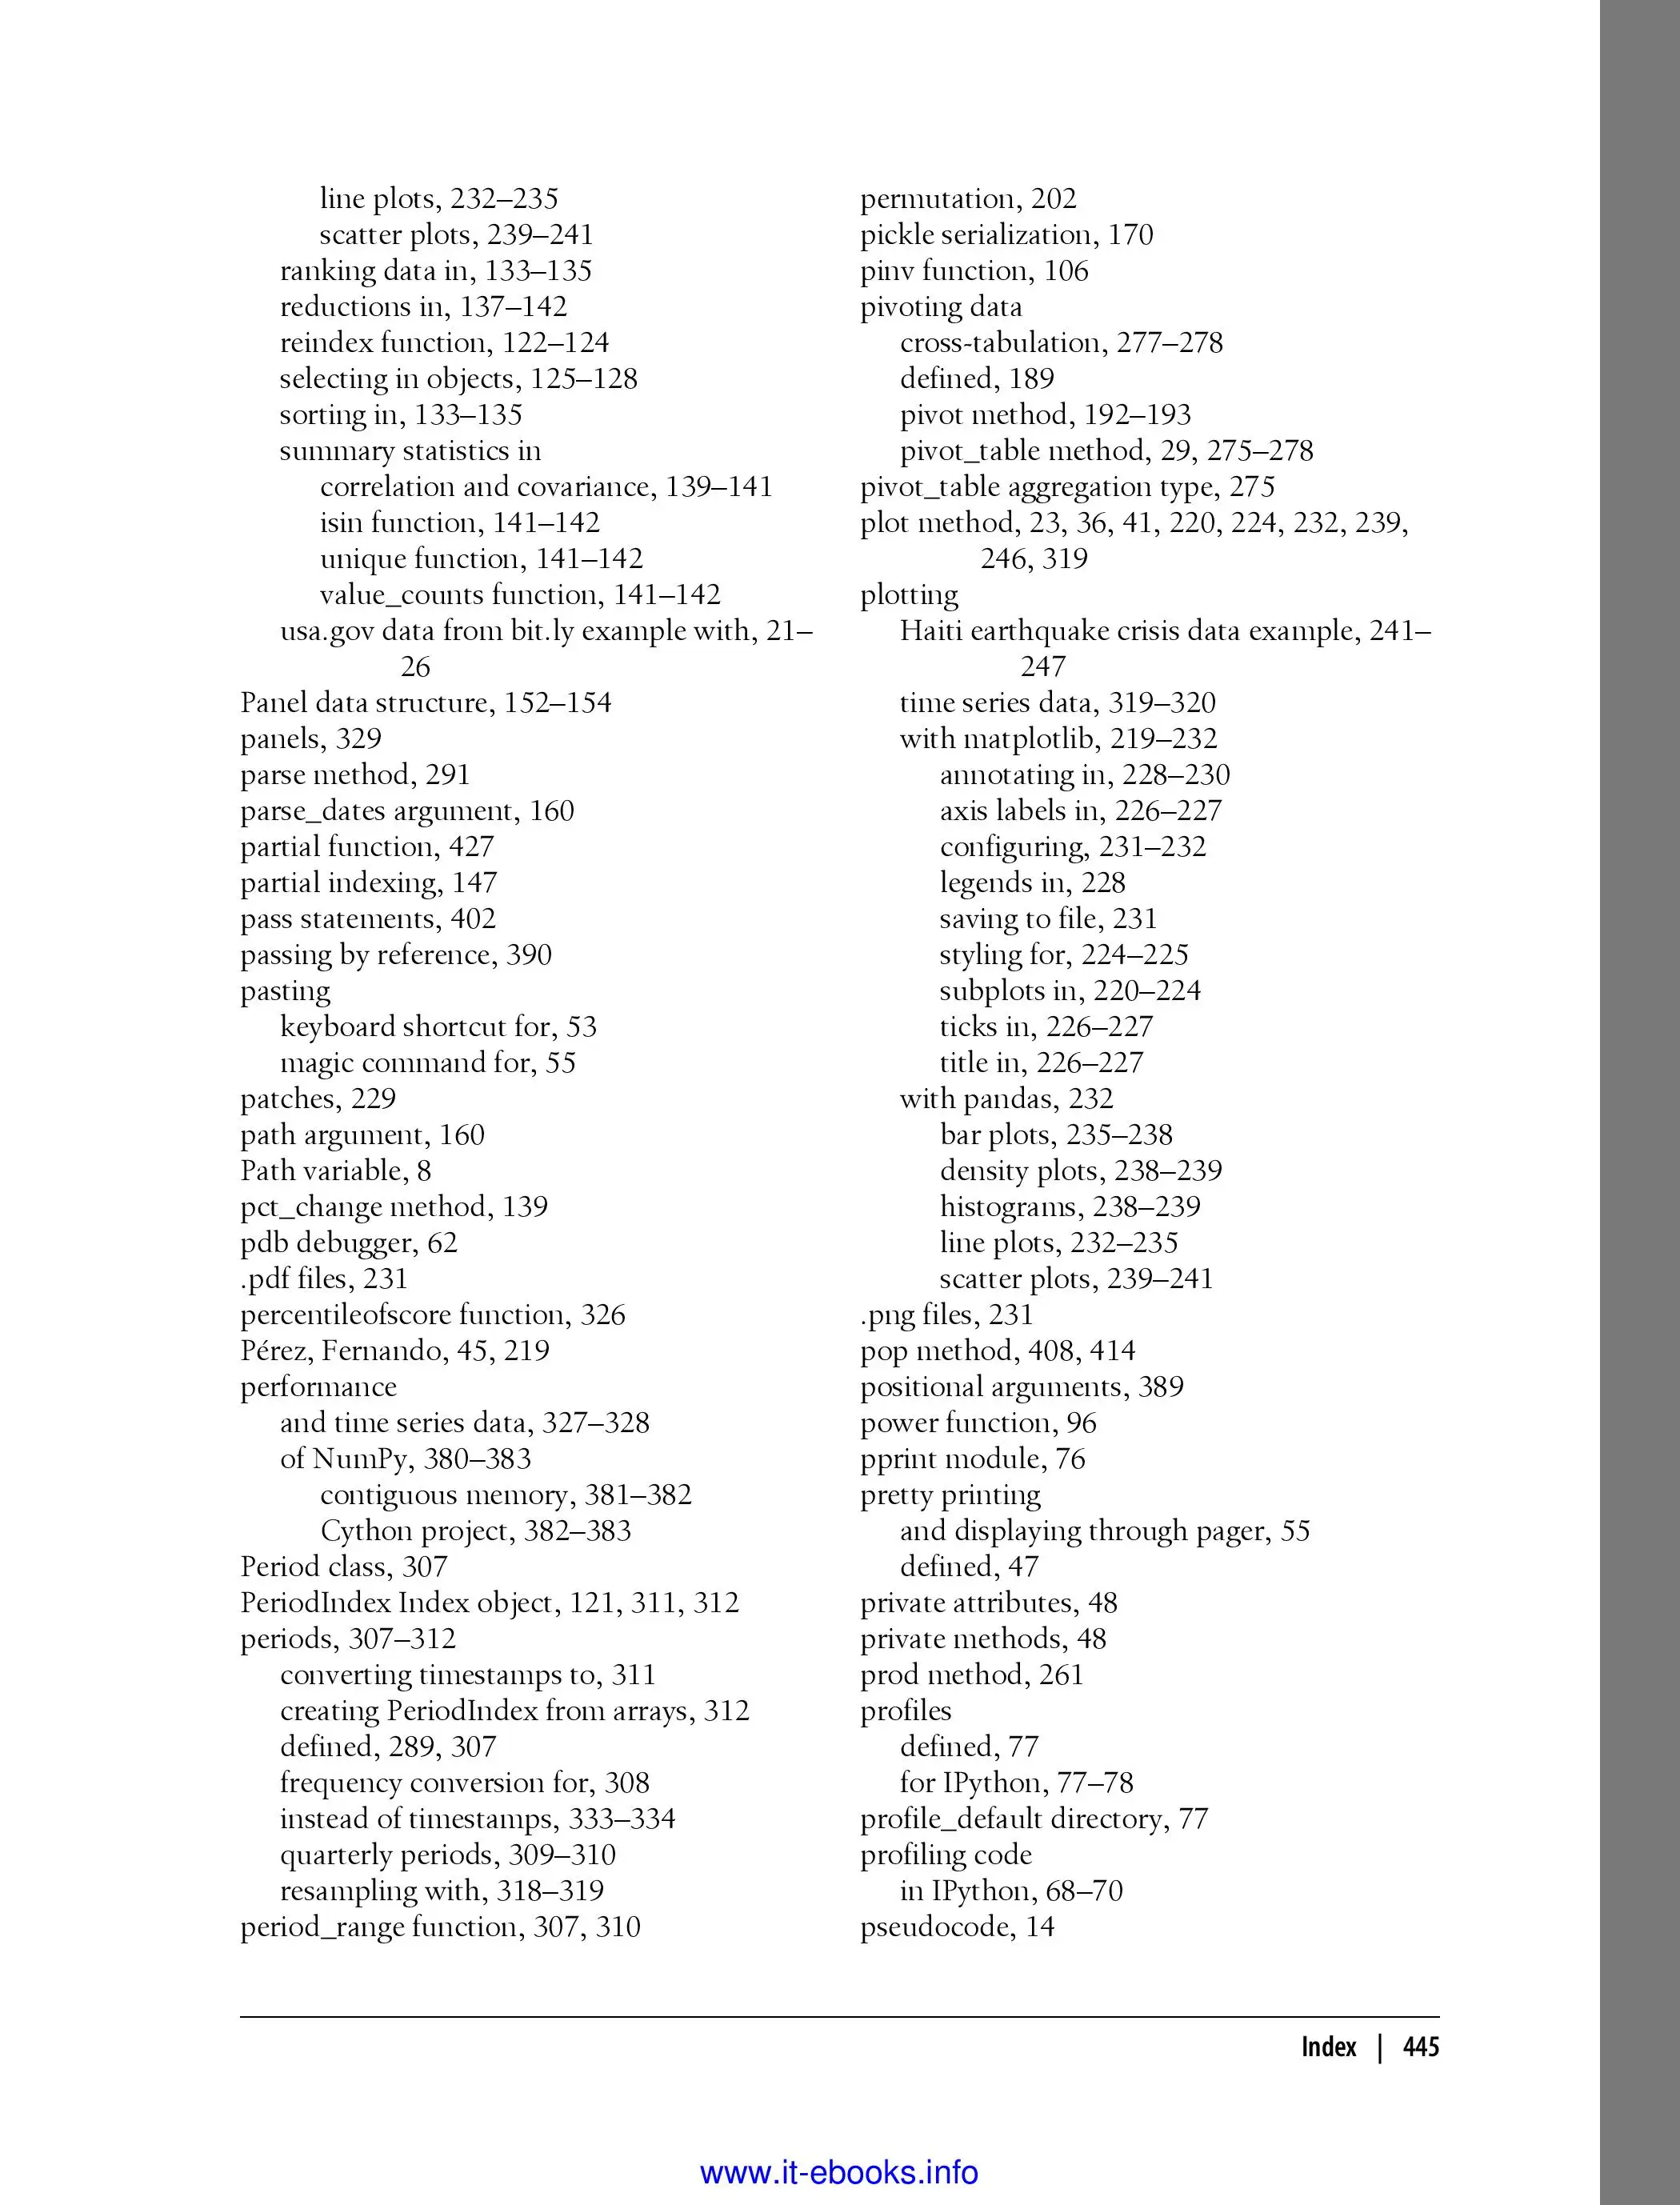 line plots, 232–235
scatter plots, 239–241
ranking data in, 133–135
reductions in, 137–142
reindex function, 122–124
selecting in objects, 125–128
sorting in, 133–135
summary statistics in
correlation and covariance, 139–141
isin function, 141–142
unique function, 141–142
value_counts function, 141–142
usa.gov data from bit.ly example with, 21–
26
Panel data structure, 152–154
panels, 329
parse method, 291
parse_dates argument, 160
partial function, 427
partial indexing, 147
pass statements, 402
passing by reference, 390
pasting
keyboard shortcut for, 53
magic command for, 55
patches, 229
path argument, 160
Path variable, 8
pct_change method, 139
pdb debugger, 62
.pdf files, 231
percentileofscore function, 326
Pérez, Fernando, 45, 219
performance
and time series data, 327–328
of NumPy, 380–383
contiguous memory, 381–382
Cython project, 382–383
Period class, 307
PeriodIndex Index object, 121, 311, 312
periods, 307–312
converting timestamps to, 311
creating PeriodIndex from arrays, 312
defined, 289, 307
frequency conversion for, 308
instead of timestamps, 333–334
quarterly periods, 309–310
resampling with, 318–319
period_range function, 307, 310
permutation, 202
pickle serialization, 170
pinv function, 106
pivoting data
cross-tabulation, 277–278
defined, 189
pivot method, 192–193
pivot_table method, 29, 275–278
pivot_table aggregation type, 275
plot method, 23, 36, 41, 220, 224, 232, 239,
246, 319
plotting
Haiti earthquake crisis data example, 241–
247
time series data, 319–320
with matplotlib, 219–232
annotating in, 228–230
axis labels in, 226–227
configuring, 231–232
legends in, 228
saving to file, 231
styling for, 224–225
subplots in, 220–224
ticks in, 226–227
title in, 226–227
with pandas, 232
bar plots, 235–238
density plots, 238–239
histograms, 238–239
line plots, 232–235
scatter plots, 239–241
.png files, 231
pop method, 408, 414
positional arguments, 389
power function, 96
pprint module, 76
pretty printing
and displaying through pager, 55
defined, 47
private attributes, 48
private methods, 48
prod method, 261
profiles
defined, 77
for IPython, 77–78
profile_default directory, 77
profiling code
in IPython, 68–70
pseudocode, 14
Index | 445
www.it-ebooks.info